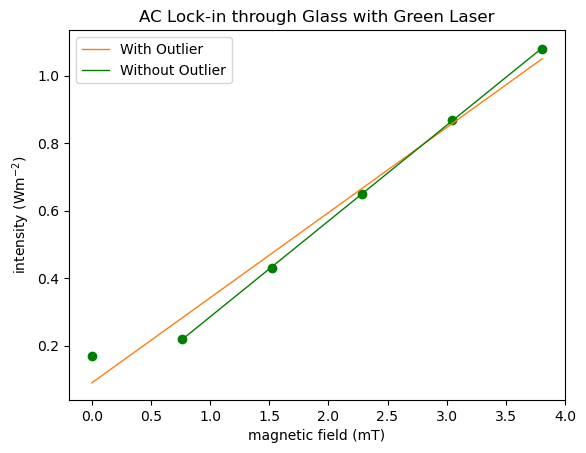 AC Lock-in through Glass with Green Laser
With Outlier
Without Outlier
intensity (Wm⁻²)
1.0
0.8
0.6
0.4
0.2
0.0 0.5 1.0 1.5 2.0 2.5 3.0 3.5 4.0
magnetic field (mT)